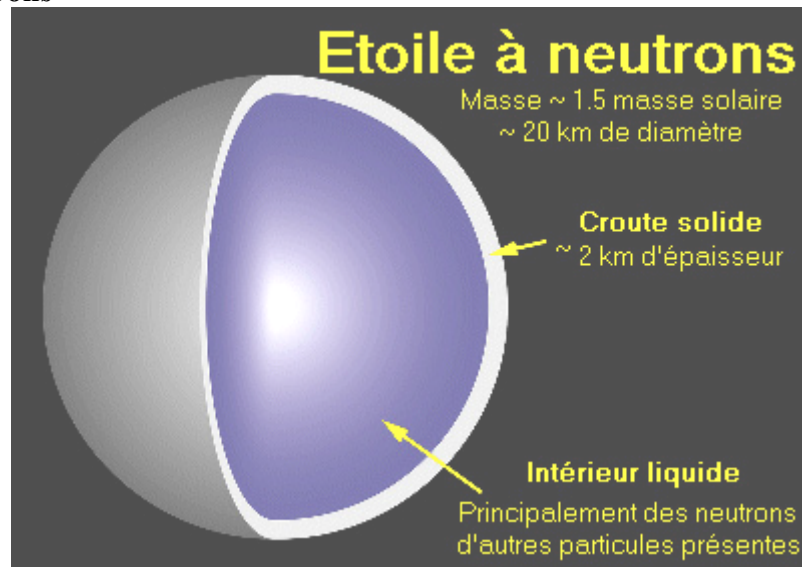 Etoile à neutrons
Masse ~ 1.5 masse solaire
~ 20 km de diamètre
Croute solide
~ 2 km d'épaisseur
Intérieur liquide
Principalement des neutrons
d'autres particules présentes